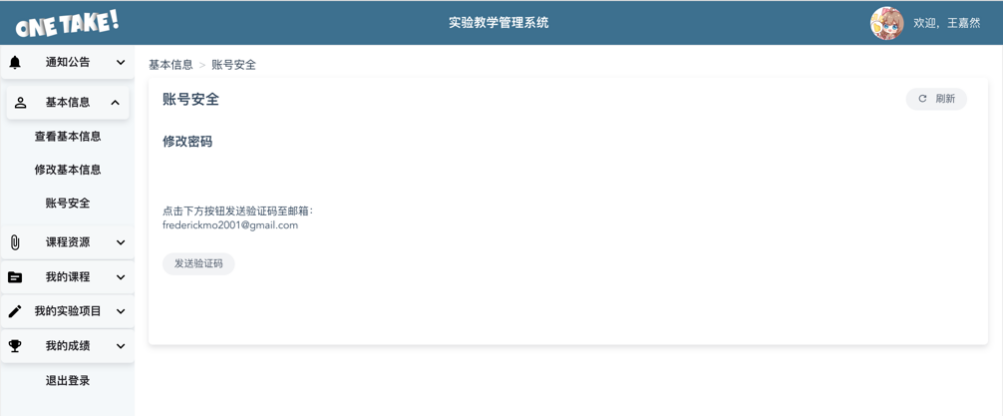 ONE TAKE!
实验教学管理系统
欢迎，王嘉然
通知公告
基本信息
查看基本信息
修改基本信息
账号安全
课程资源
我的课程
我的实验项目
我的成绩
退出登录
基本信息 > 账号安全
账号安全
刷新
修改密码
点击下方按钮发送验证码至邮箱：
frederickmo2001@gmail.com
发送验证码